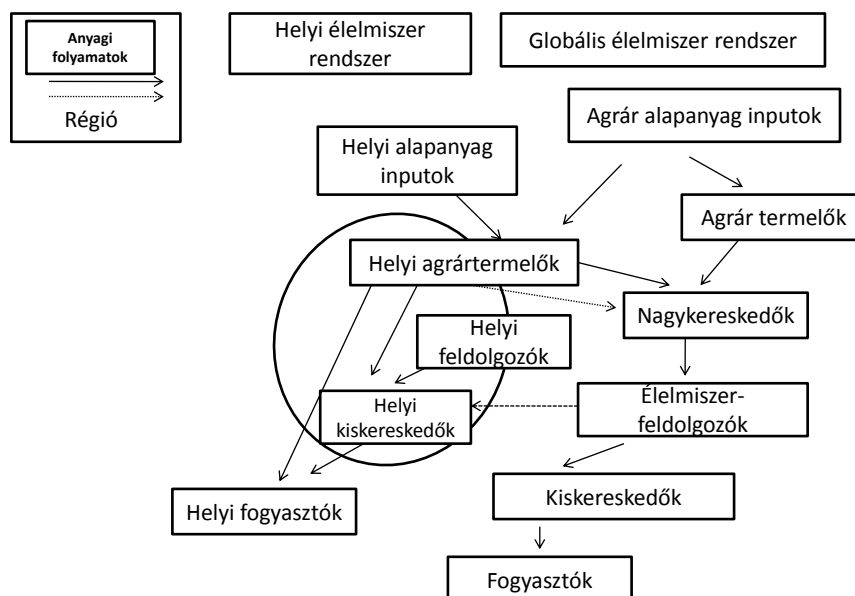 Anyagi
folyamatok
Régió
Helyi élelmiszer
rendszer
Globális élelmiszer rendszer
Agrár alapanyag inputok
Helyi alapanyag
inputok
Agrár termelők
Helyi agrártermelők
Nagykereskedők
Helyi
feldolgozók
Helyi
kiskereskedők
Élelmiszer-
feldolgozók
Helyi fogyasztók
Kiskereskedők
Fogyasztók